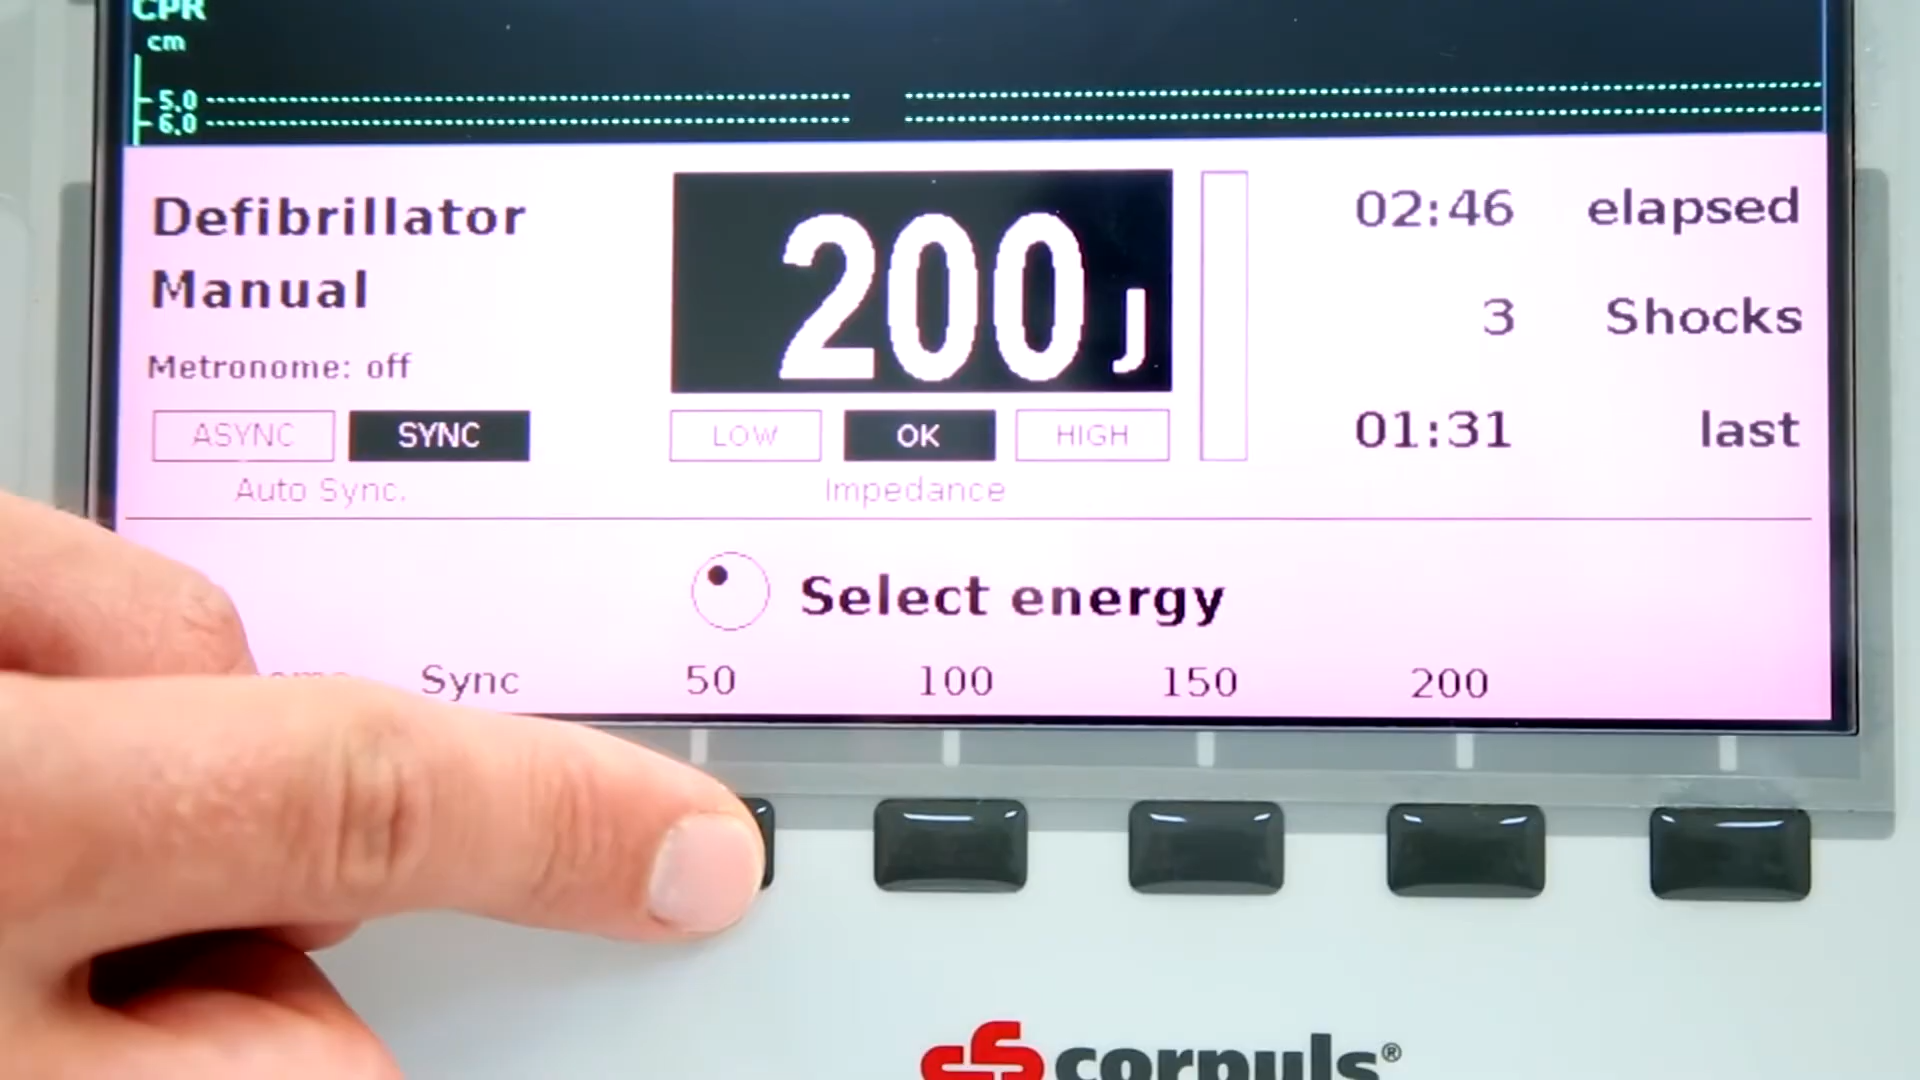 CPR
cm
5.0
6.0
Defibrillator
Manual
Metronome: off
ASYNC SYNC
Auto Sync.
200 J
LOW OK HIGH
Impedance
02:46 elapsed
3 Shocks
01:31 last
Select energy
Sync 50 100 150 200
corpuls®